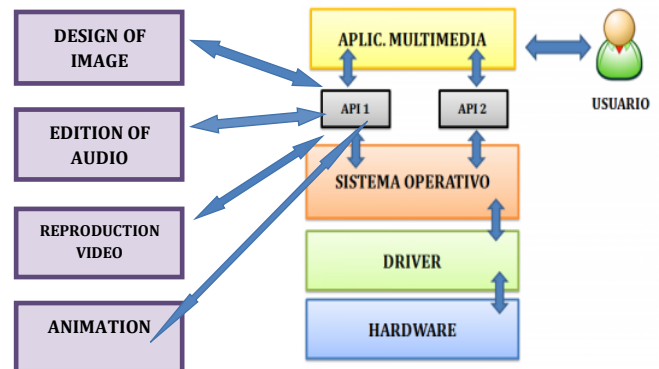 DESIGN OF
IMAGE
EDITION OF
AUDIO
REPRODUCTION
VIDEO
ANIMATION
APLIC. MULTIMEDIA
API 1
API 2
SISTEMA OPERATIVO
DRIVER
HARDWARE
USUARIO